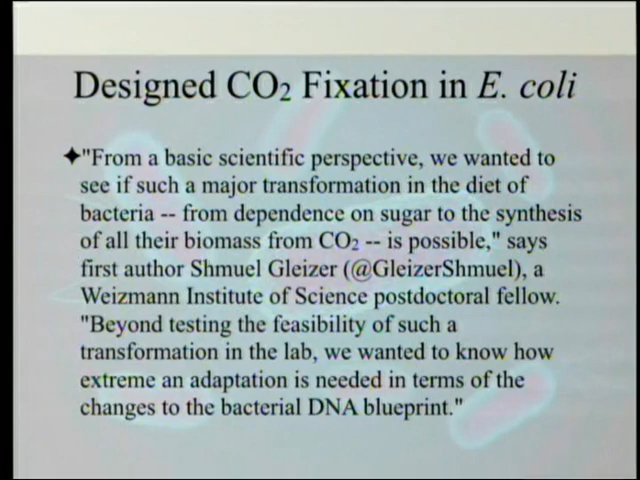 Designed CO₂ Fixation in E. coli
✦"From a basic scientific perspective, we wanted to
see if such a major transformation in the diet of
bacteria -- from dependence on sugar to the synthesis
of all their biomass from CO₂ -- is possible," says
first author Shmuel Gleizer (@GleizerShmuel), a
Weizmann Institute of Science postdoctoral fellow.
"Beyond testing the feasibility of such a
transformation in the lab, we wanted to know how
extreme an adaptation is needed in terms of the
changes to the bacterial DNA blueprint."